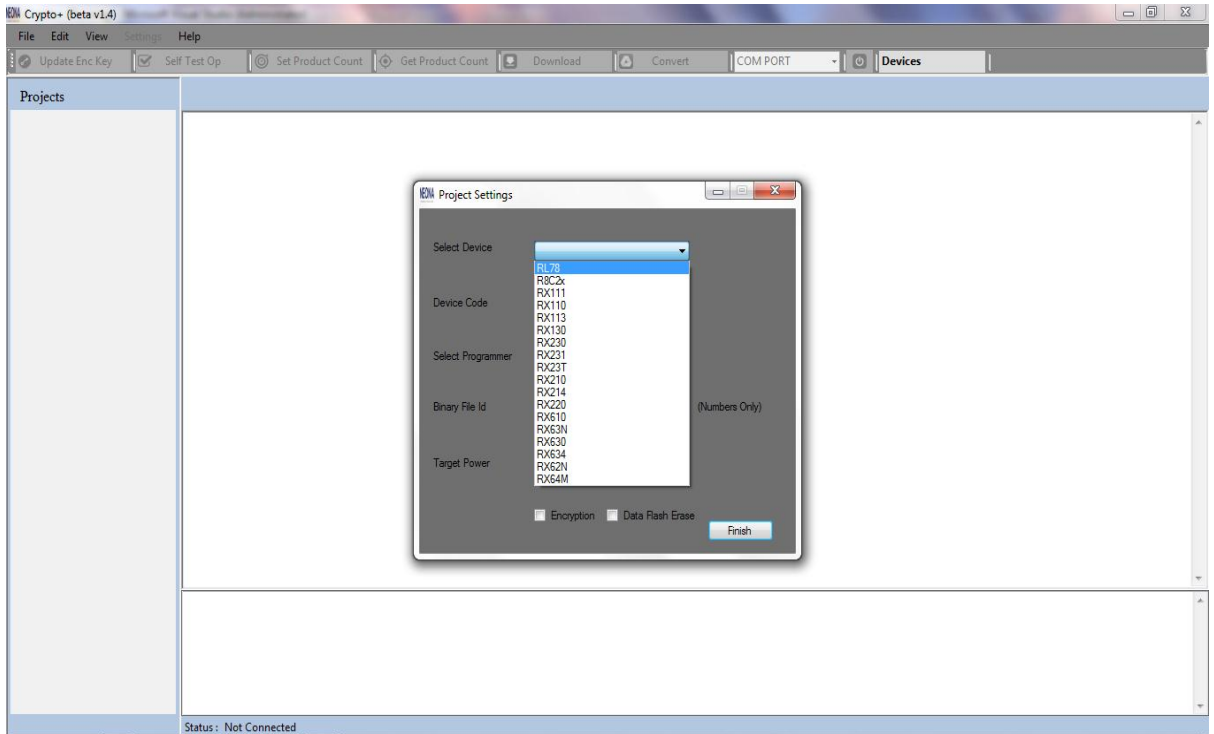 NEONA Crypto+ (beta v1.4)
File Edit View Settings Help
Update Enc Key Self Test Op Set Product Count Get Product Count Download Convert COM PORT Devices
Projects
NEONA Project Settings
Select Device
RL78
R8C2x
RX111
Device Code
RX110
RX113
RX130
RX230
Select Programmer
RX231
RX23T
RX210
RX214
Binary File Id
RX220
(Numbers Only)
RX610
RX63N
RX630
Target Power
RX634
RX62N
RX64M
Encryption Data Flash Erase
Finish
Status : Not Connected